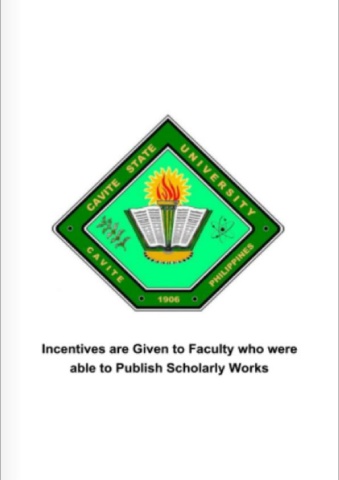 CAVITE STATE UNIVERSITY
CAVITE
PHILIPPINES
1906
Incentives are Given to Faculty who were
able to Publish Scholarly Works